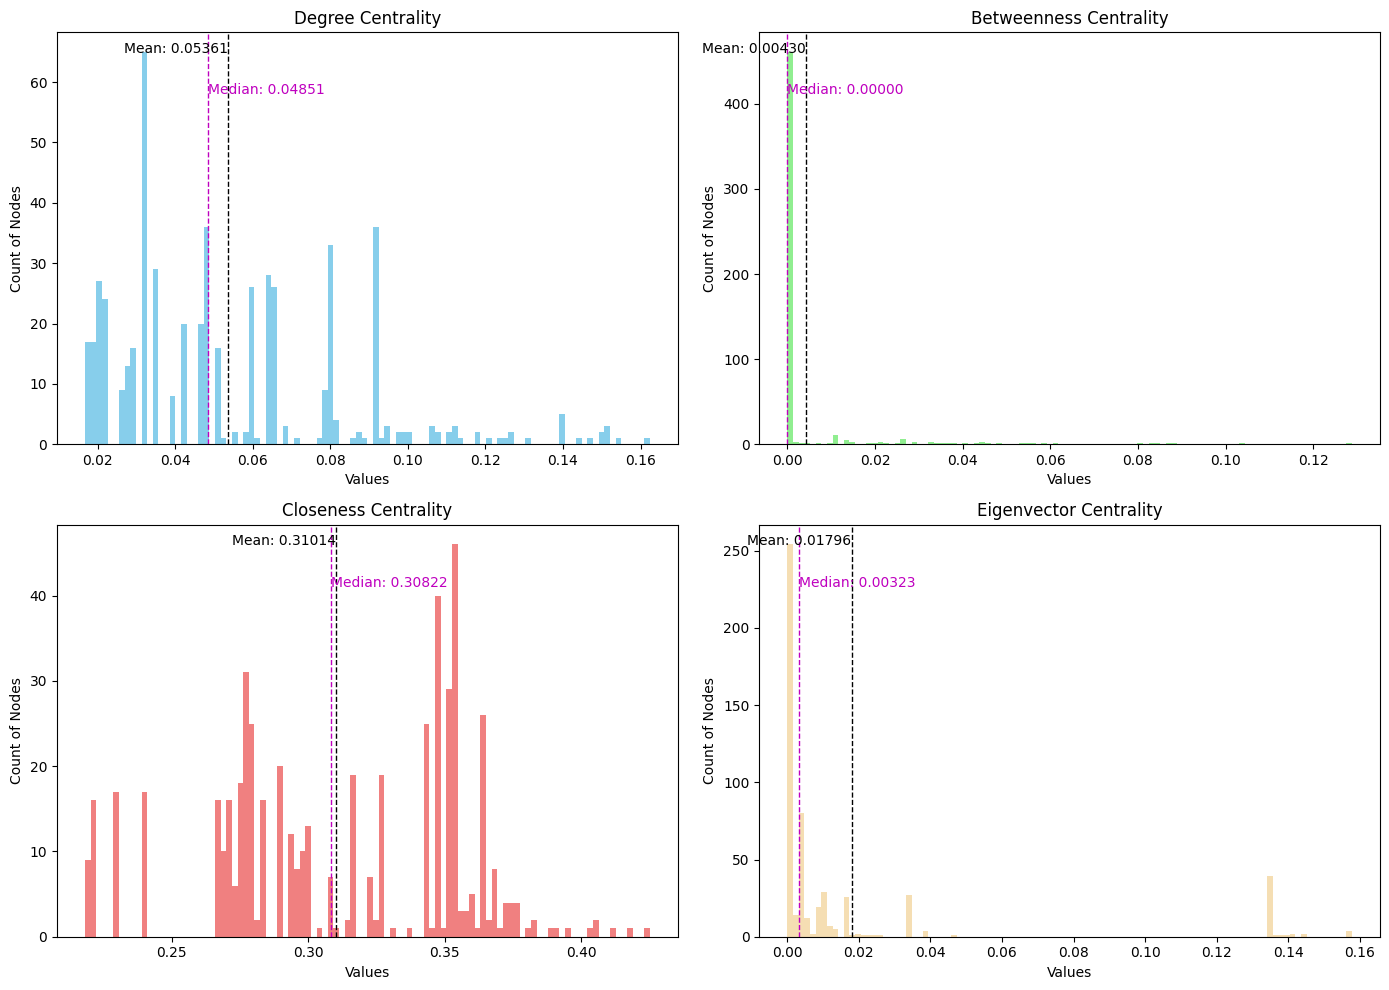 Degree Centrality
Mean: 0.05361
Median: 0.04851
Count of Nodes
60
50
40
30
20
10
0
0.02 0.04 0.06 0.08 0.10 0.12 0.14 0.16
Values
Betweenness Centrality
Mean: 0.00430
Median: 0.00000
Count of Nodes
400
300
200
100
0
0.00 0.02 0.04 0.06 0.08 0.10 0.12
Values
Closeness Centrality
Mean: 0.31014
Median: 0.30822
Count of Nodes
40
30
20
10
0
0.25 0.30 0.35 0.40
Values
Eigenvector Centrality
Mean: 0.01796
Median: 0.00323
Count of Nodes
250
200
150
100
50
0
0.00 0.02 0.04 0.06 0.08 0.10 0.12 0.14 0.16
Values